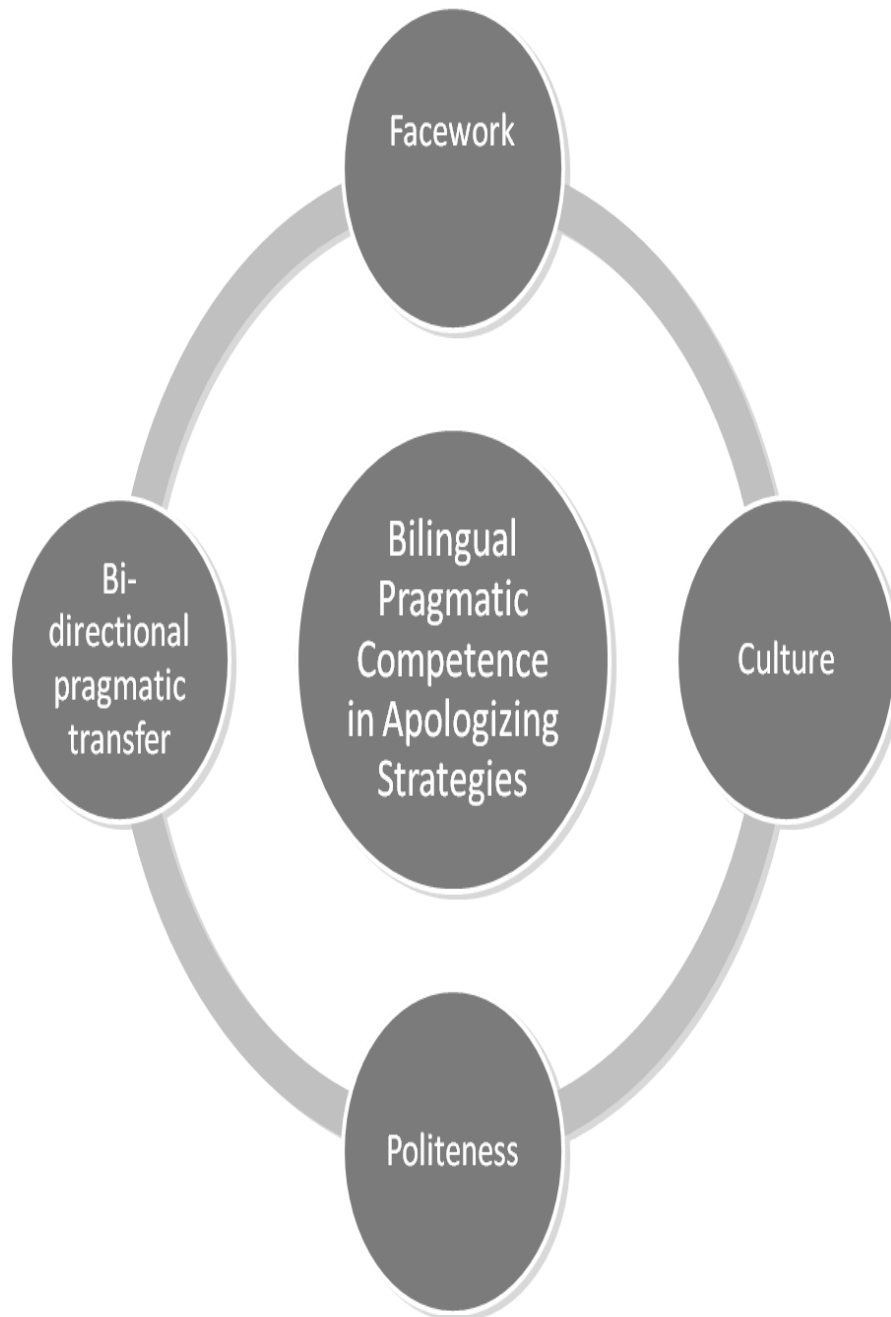 Facework
Bilingual
Pragmatic
Competence
in Apologizing
Strategies
Bi-
directional
pragmatic
transfer
Culture
Politeness